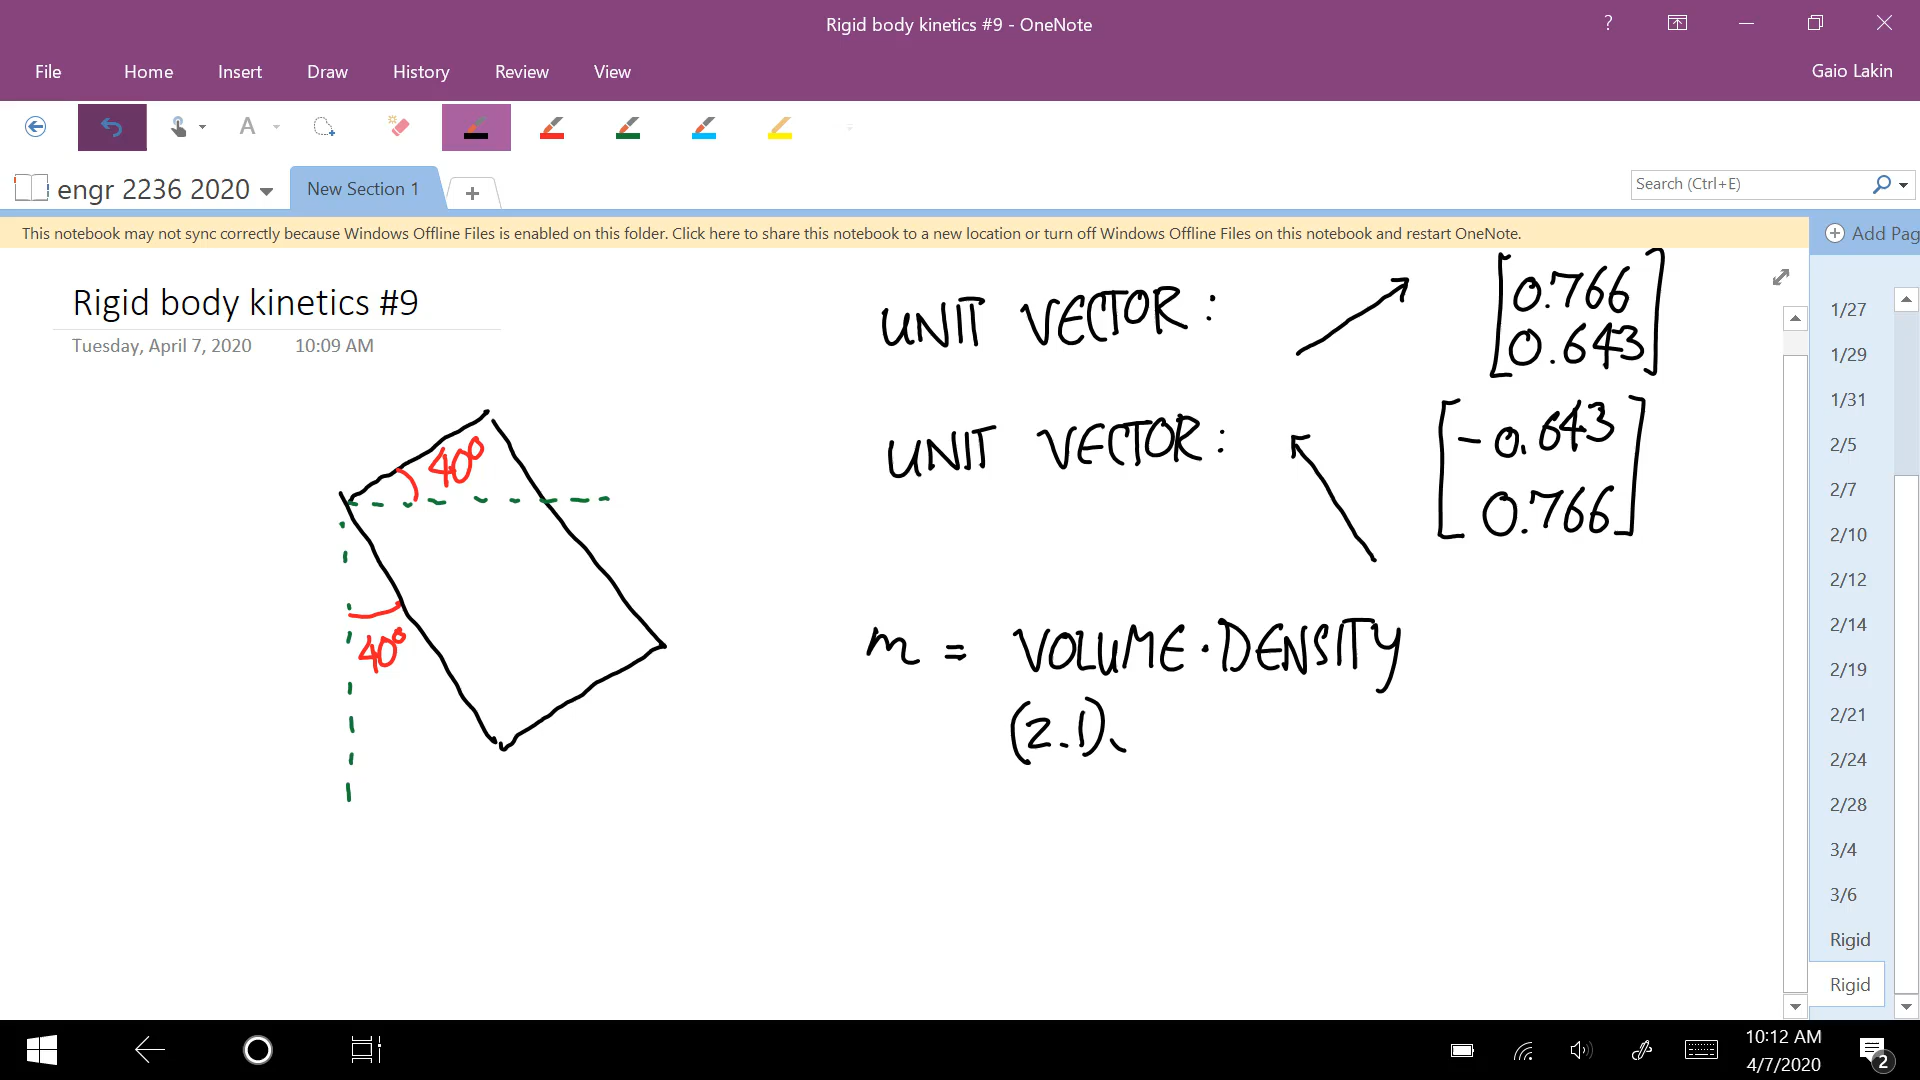 Rigid body kinetics #9 - OneNote
?
File Home Insert Draw History Review View
Gaio Lakin
A
engr 2236 2020
New Section 1
+
Search (Ctrl+E)
This notebook may not sync correctly because Windows Offline Files is enabled on this folder. Click here to share this notebook to a new location or turn off Windows Offline Files on this notebook and restart OneNote.
Add Pag
Rigid body kinetics #9
Tuesday, April 7, 2020 10:09 AM
40°
40°
UNIT VECTOR:
[0.766
0.643]
UNIT VECTOR:
[-0.643
0.766]
m = VOLUME · DENSITY
(2.1).
1/27
1/29
1/31
2/5
2/7
2/10
2/12
2/14
2/19
2/21
2/24
2/28
3/4
3/6
Rigid
Rigid
10:12 AM
4/7/2020
2